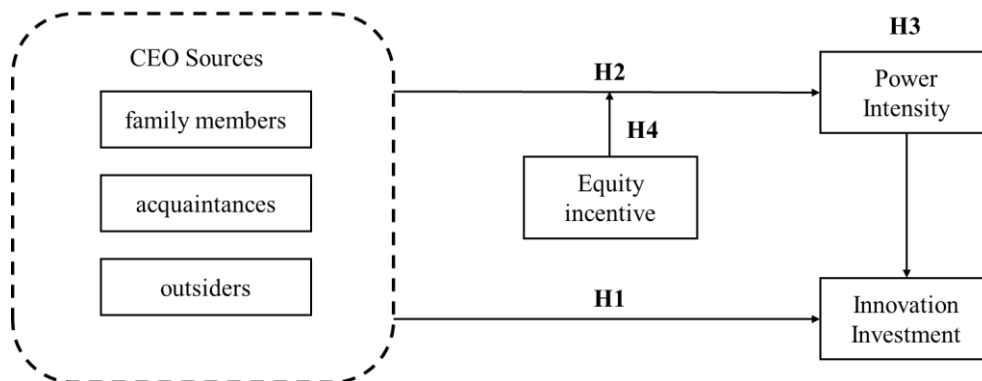 CEO Sources
family members
acquaintances
outsiders
H2
H4
Equity
incentive
H1
H3
Power
Intensity
Innovation
Investment